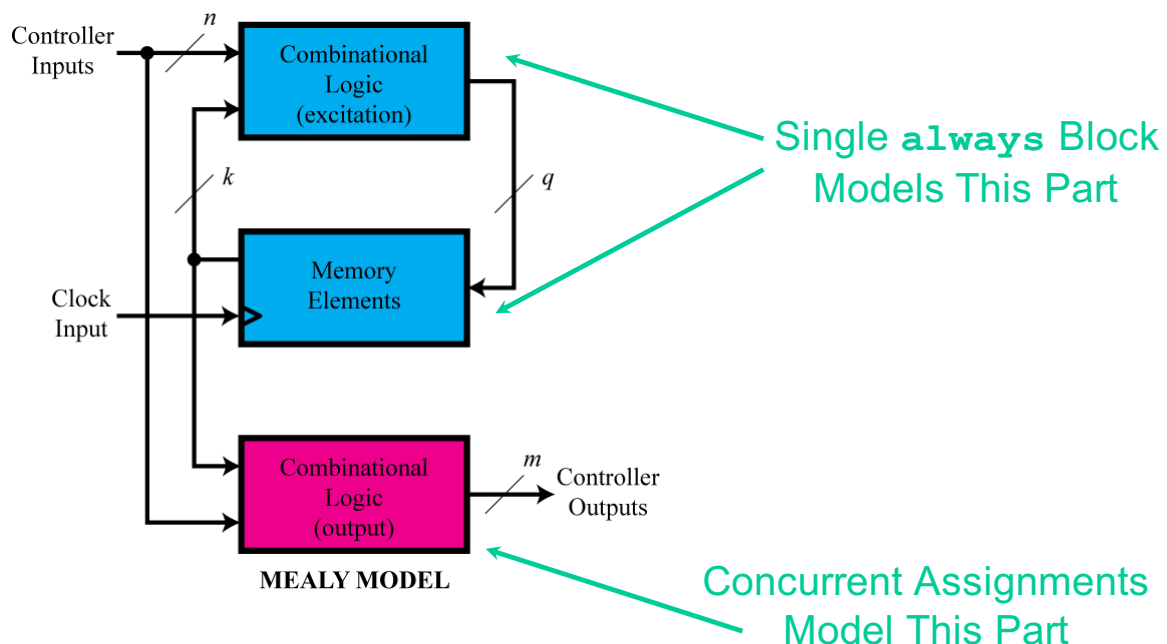 n
Controller
Inputs
Combinational
Logic
(excitation)
Single always Block
Models This Part
k
q
Memory
Elements
Clock
Input
Combinational
Logic
(output)
m
Controller
Outputs
MEALY MODEL
Concurrent Assignments
Model This Part